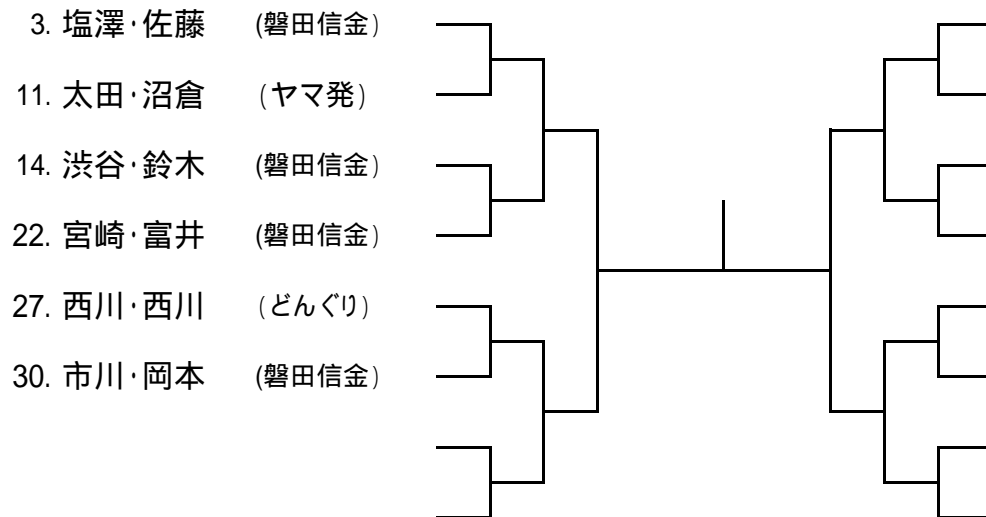 3. 塩澤・佐藤 (磐田信金)
11. 太田・沼倉 (ヤマ発)
14. 渋谷・鈴木 (磐田信金)
22. 宮崎・富井 (磐田信金)
27. 西川・西川 (どんぐり)
30. 市川・岡本 (磐田信金)